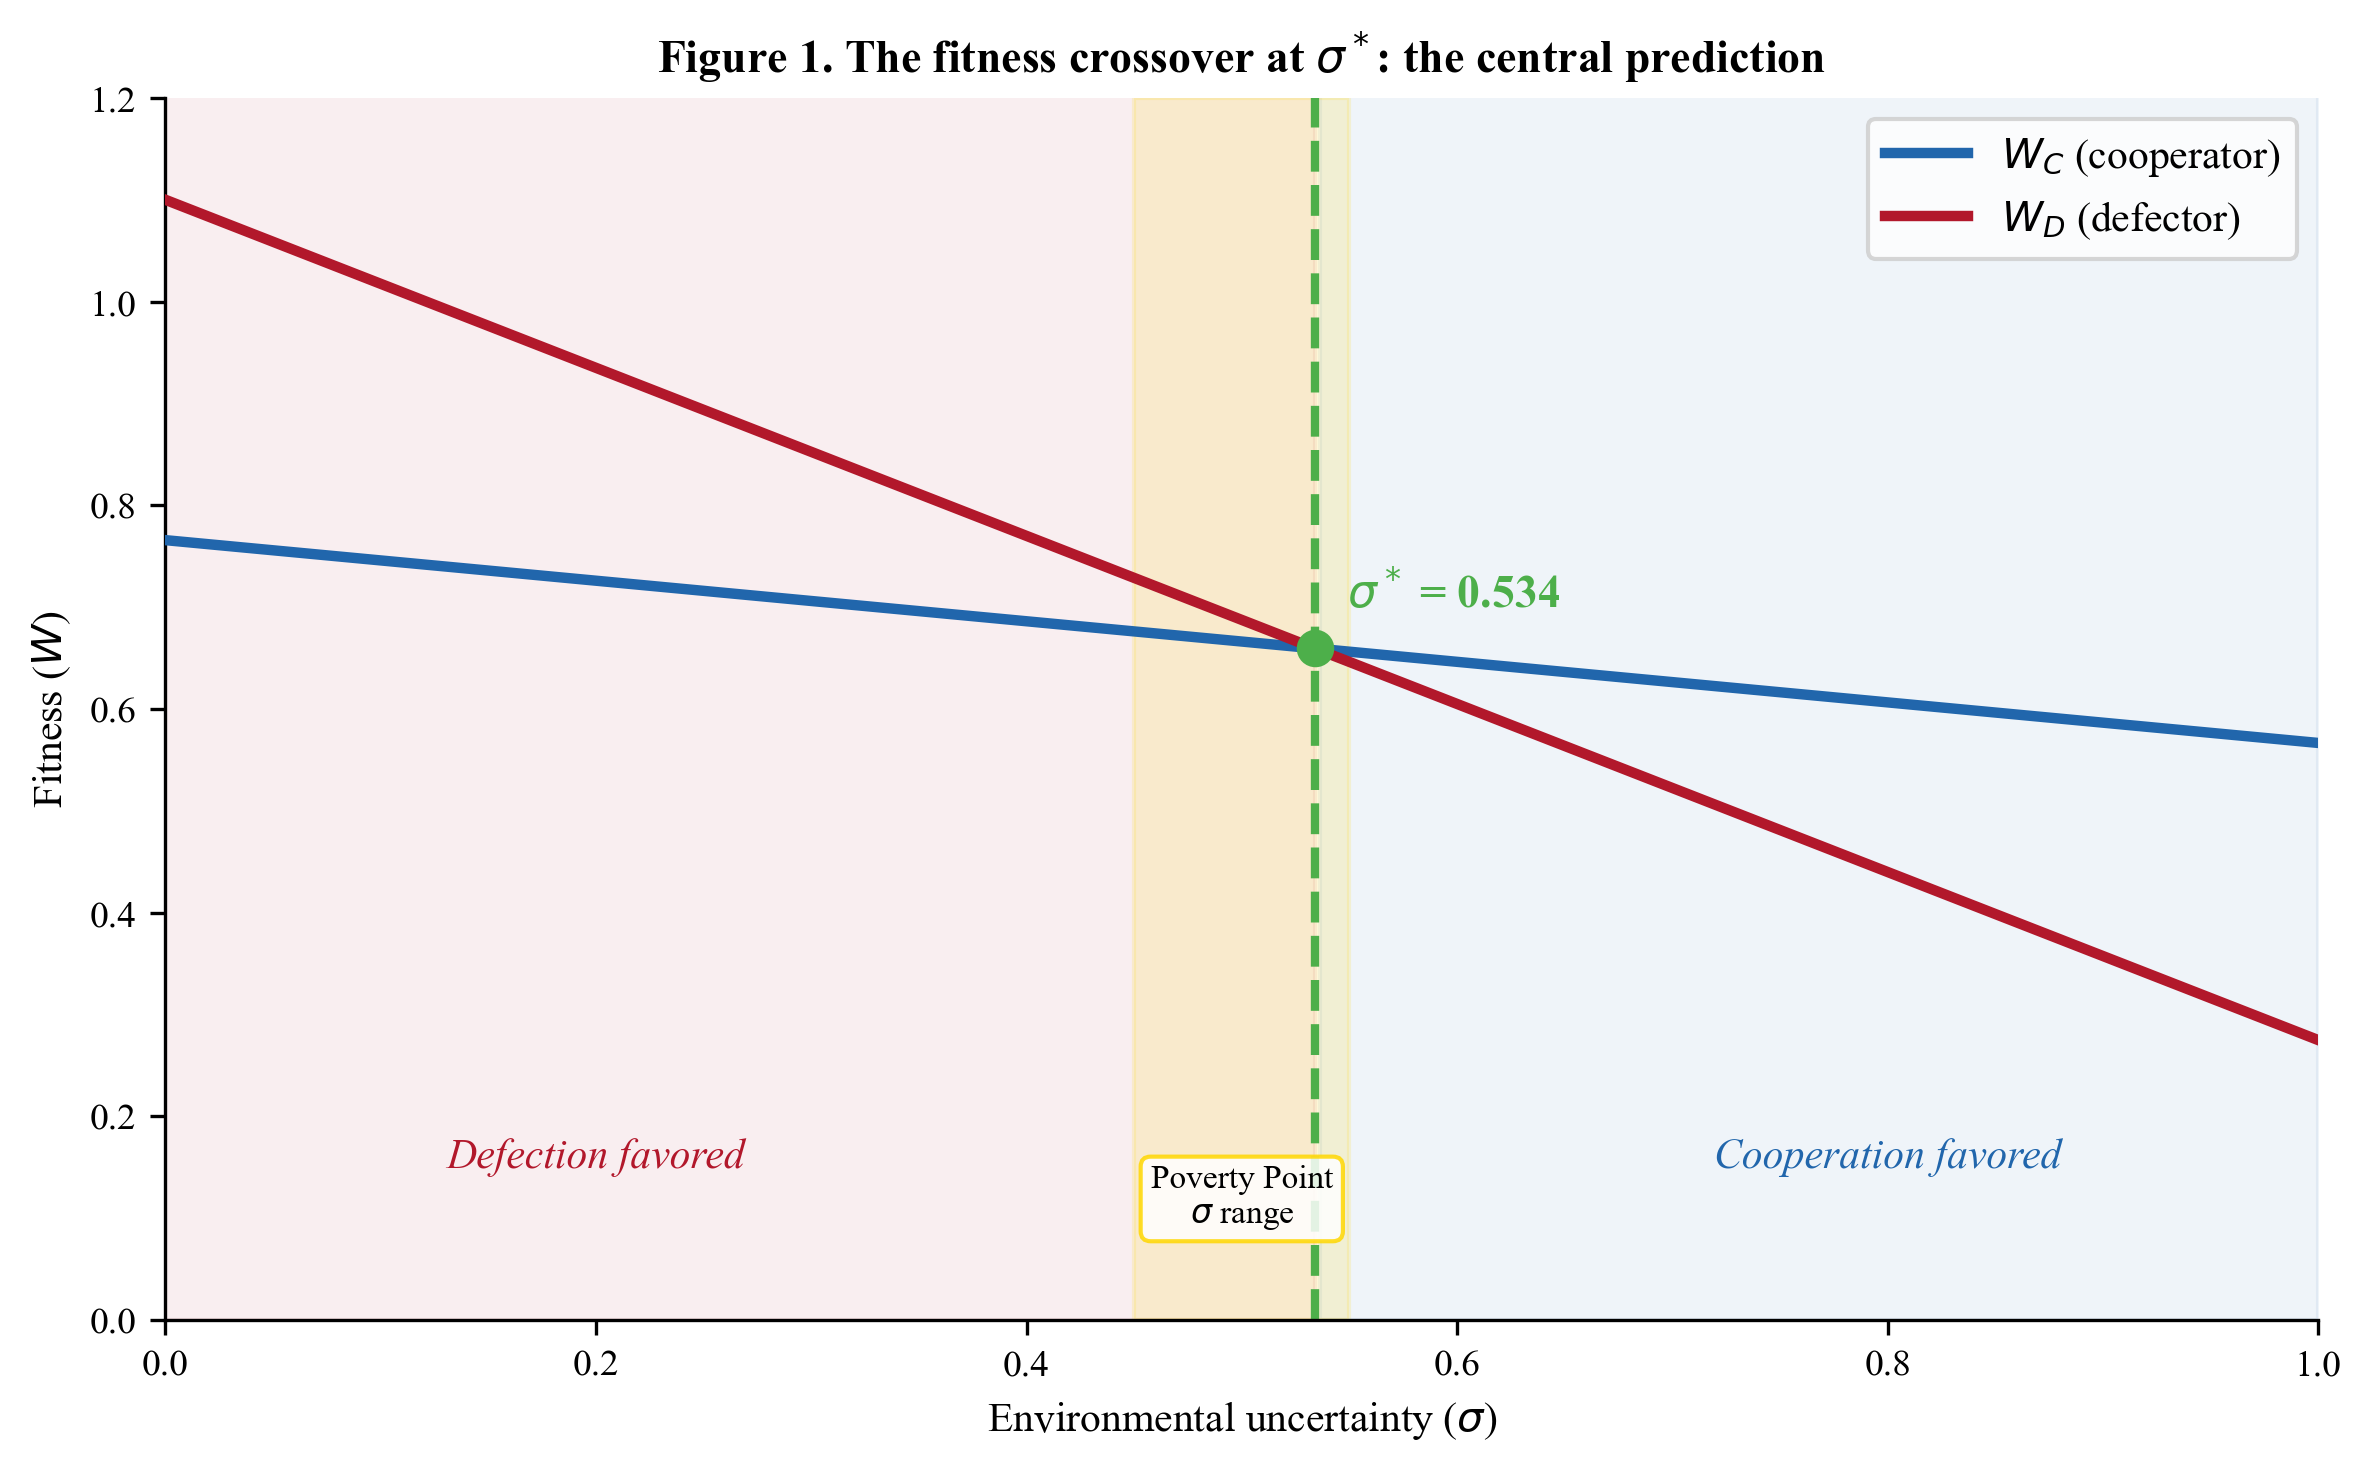 Figure 1. The fitness crossover at σ*: the central prediction
1.2
1.0
0.8
0.6
0.4
0.2
0.0
Fitness (W)
W_C (cooperator)
W_D (defector)
σ* = 0.534
Defection favored
Poverty Point
σ range
Cooperation favored
0.0 0.2 0.4 0.6 0.8 1.0
Environmental uncertainty (σ)